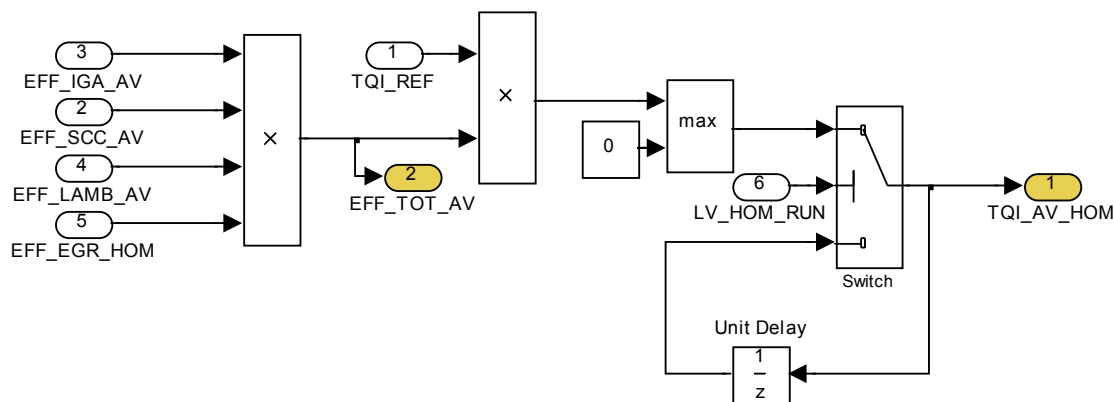 3
EFF_IGA_AV
2
EFF_SCC_AV
4
EFF_LAMB_AV
5
EFF_EGR_HOM
×
2
EFF_TOT_AV
1
TQI_REF
×
0
max
6
LV_HOM_RUN
Switch
1
TQI_AV_HOM
Unit Delay
1
z